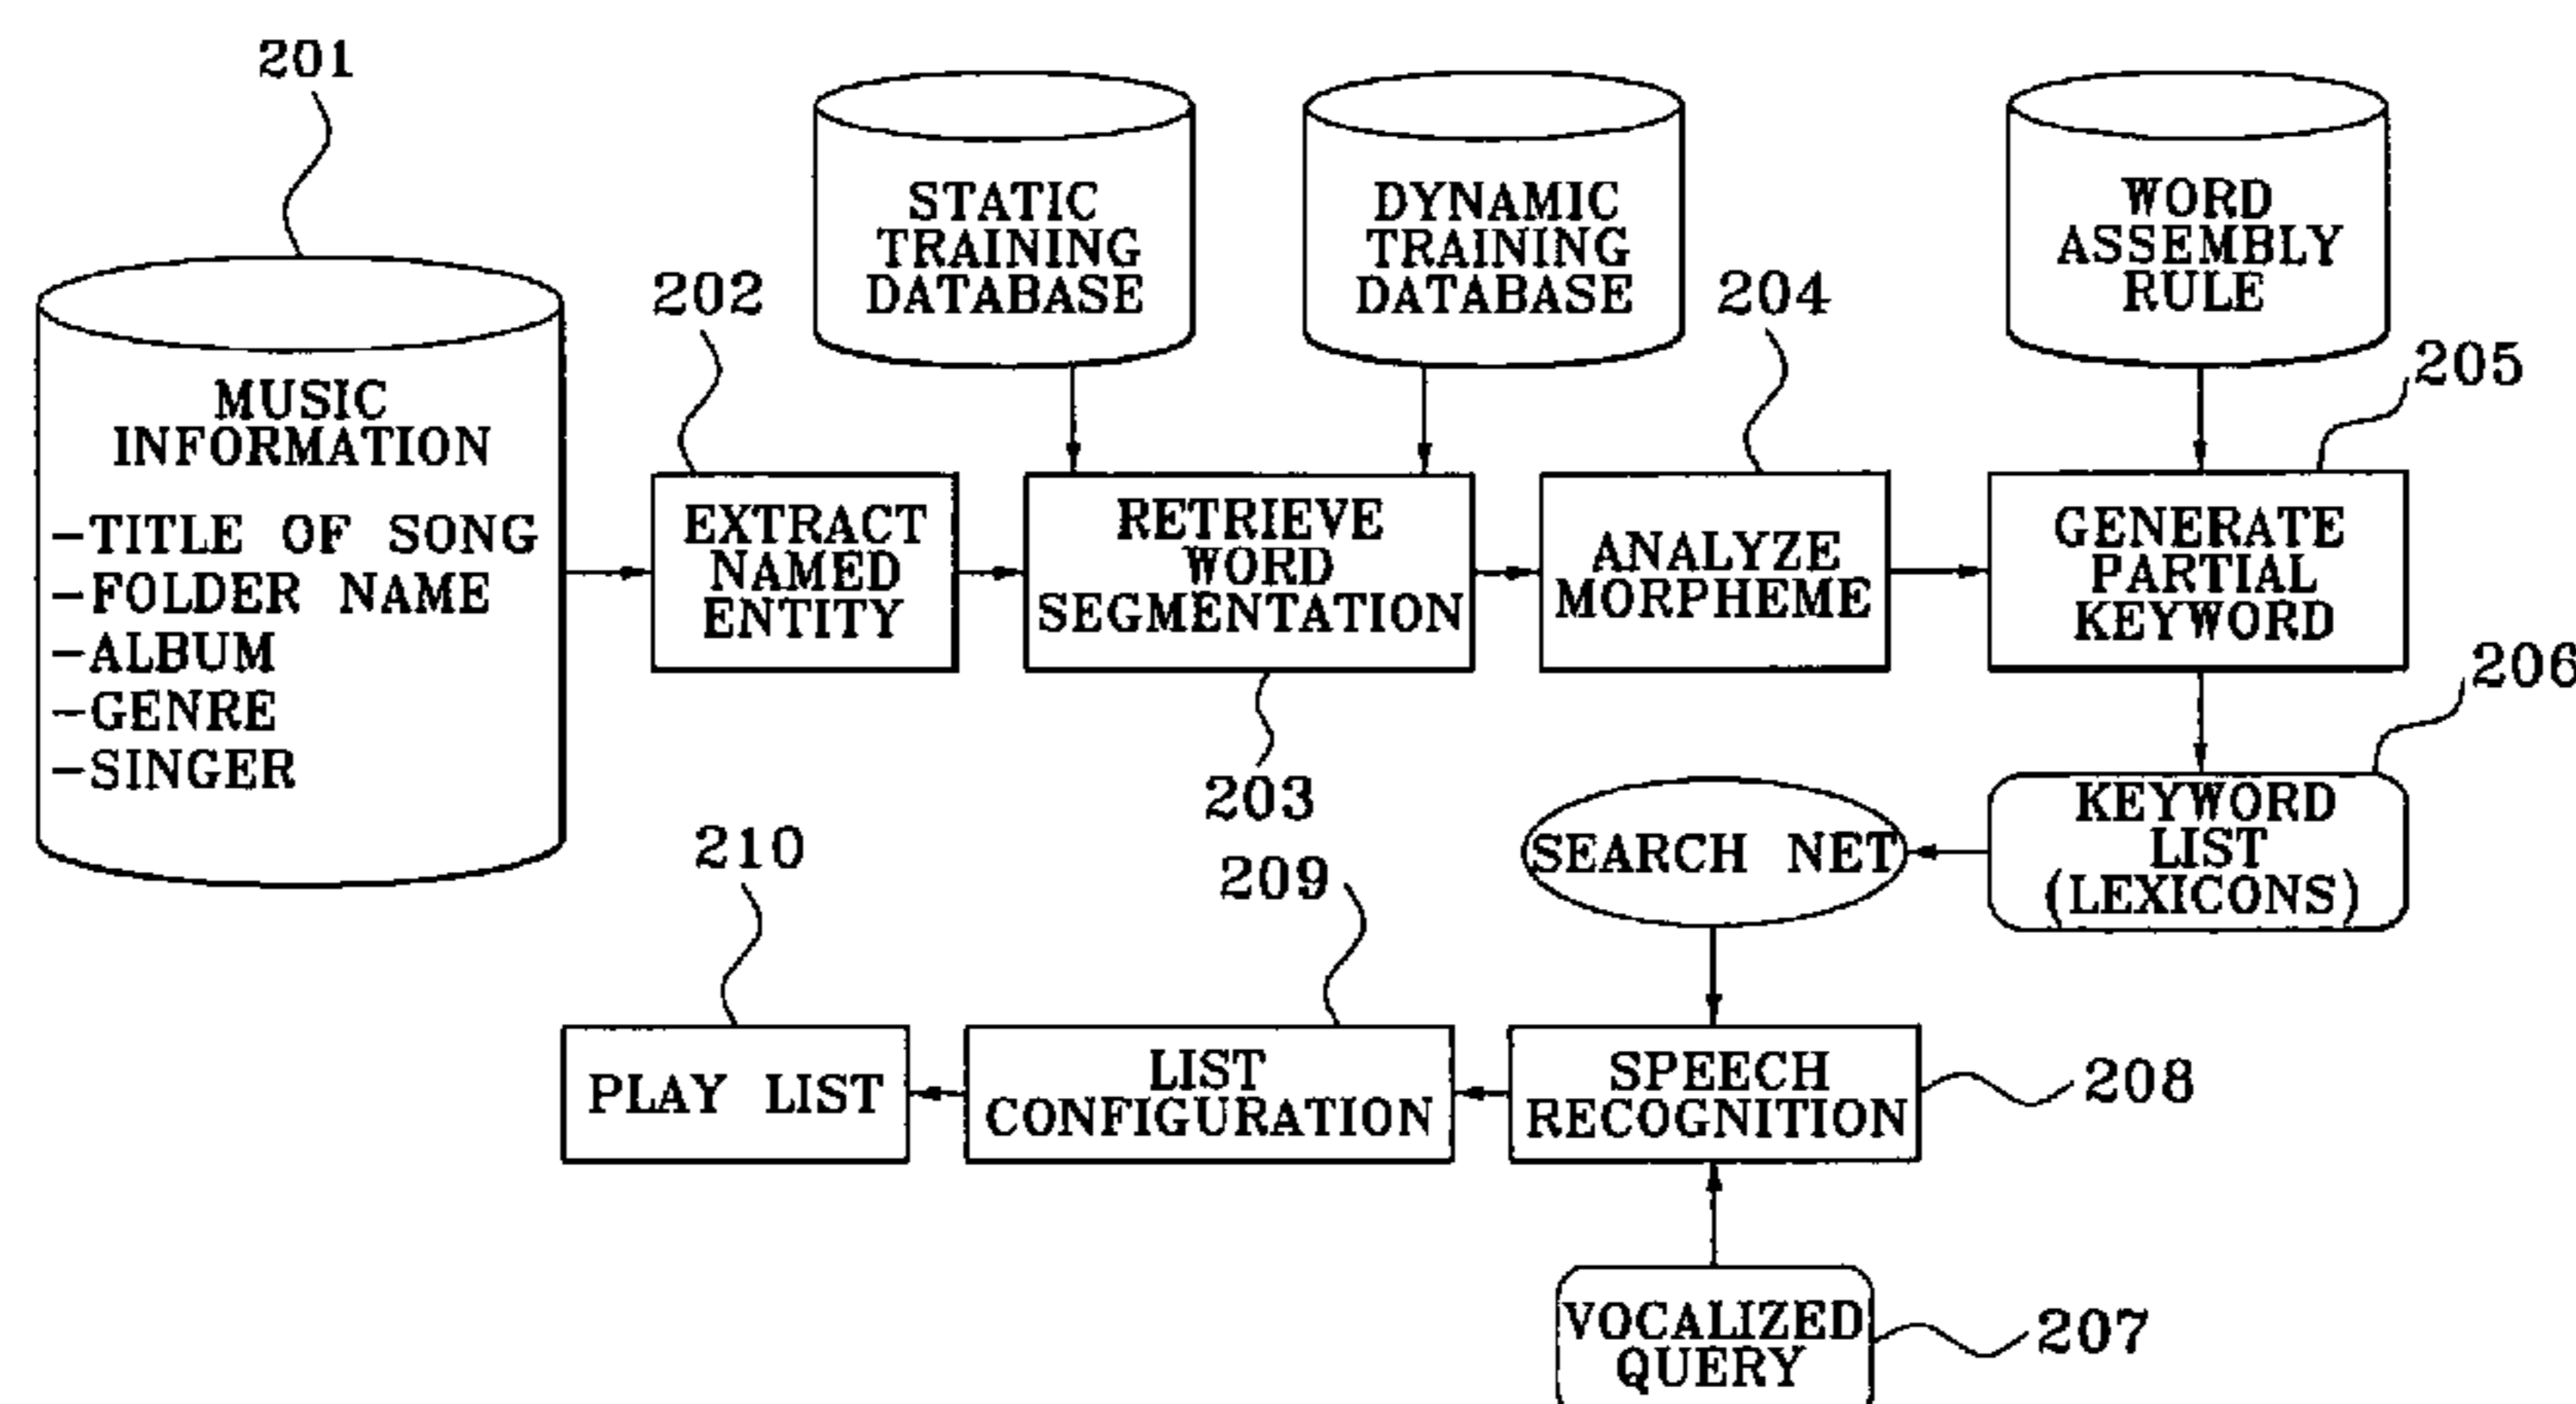 201
STATIC
TRAINING
DATABASE
DYNAMIC
TRAINING
DATABASE
WORD
ASSEMBLY
RULE
202
204
205
MUSIC
INFORMATION
-TITLE OF SONG
-FOLDER NAME
-ALBUM
-GENRE
-SINGER
EXTRACT
NAMED
ENTITY
RETRIEVE
WORD
SEGMENTATION
ANALYZE
MORPHEME
GENERATE
PARTIAL
KEYWORD
203
206
SEARCH NET
KEYWORD
LIST
(LEXICONS)
210
209
PLAY LIST
LIST
CONFIGURATION
SPEECH
RECOGNITION
208
VOCALIZED
QUERY
207